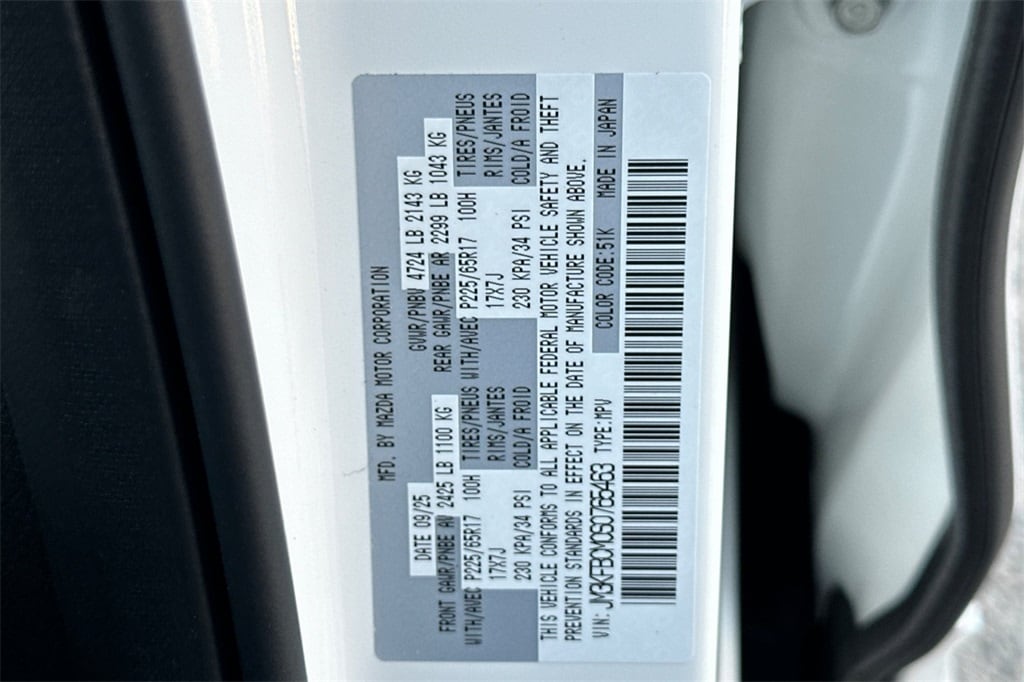 MFD. BY MAZDA MOTOR CORPORATION
DATE 09/25 GVWR/PNBV 4724 LB 2143 KG
FRONT GAWR/PNBE AV 2425 LB 1100 KG REAR GAWR/PNBE AR 2299 LB 1043 KG
WITH/AVEC P225/65R17 100H TIRES/PNEUS WITH/AVEC P225/65R17 100H TIRES/PNEUS
17X7J RIMS/JANTES 17X7J RIMS/JANTES
230 KPA/34 PSI COLD/A FROID 230 KPA/34 PSI COLD/A FROID
THIS VEHICLE CONFORMS TO ALL APPLICABLE FEDERAL MOTOR VEHICLE SAFETY AND THEFT
PREVENTION STANDARDS IN EFFECT ON THE DATE OF MANUFACTURE SHOWN ABOVE.
VIN: JM3KFBCM0S0765463 TYPE:MPV COLOR CODE:51K MADE IN JAPAN